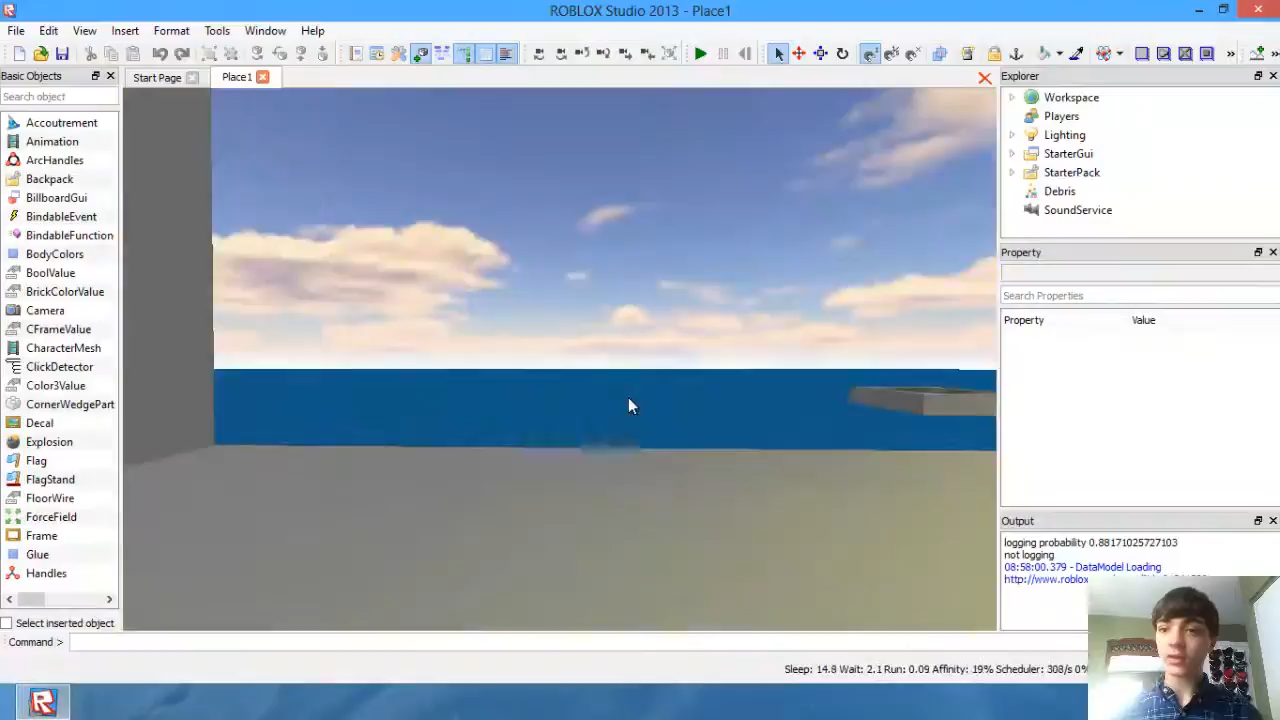 ROBLOX Studio 2013 - Place1
File Edit View Insert Format Tools Window Help
Basic Objects
Start Page
Place1
Explorer
Search object
Accoutrement
Animation
ArcHandles
Backpack
BillboardGui
BindableEvent
BindableFunction
BodyColors
BoolValue
BrickColorValue
Camera
CFrameValue
CharacterMesh
ClickDetector
Color3Value
CornerWedgePart
Decal
Explosion
Flag
FlagStand
FloorWire
ForceField
Frame
Glue
Handles
Select inserted object
Workspace
Players
Lighting
StarterGui
StarterPack
Debris
SoundService
Property
Search Properties
Property Value
Output
logging probability 0.88171025727103
not logging
08:58:00.379 - DataModel Loading
http://www.roblox
Command >
Sleep: 14.8 Wait: 2.1 Run: 0.09 Affinity: 19% Scheduler: 308/s 0%